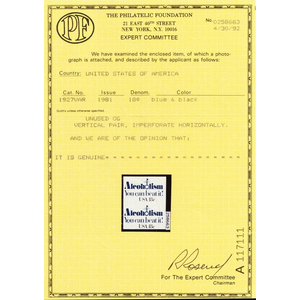 PF
THE PHILATELIC FOUNDATION
21 EAST 40TH STREET
NEW YORK, N.Y. 10016
EXPERT COMMITTEE
No 0258663
4/30/92
We have examined the enclosed item, of which a photo-
graph is attached, and described by the applicant as follows:
Country: UNITED STATES OF AMERICA
Cat. No. Issue Denom. Color
1927VAR 1981 18¢ blue & black
UNUSED OG
VERTICAL PAIR, IMPERFORATE HORIZONTALLY.
AND WE ARE OF THE OPINION THAT:
IT IS GENUINE
Alcoholism
You can beat it!
USA 18c
Alcoholism
You can beat it!
USA 18c
For the Expert Committee
Chairman
A 117111